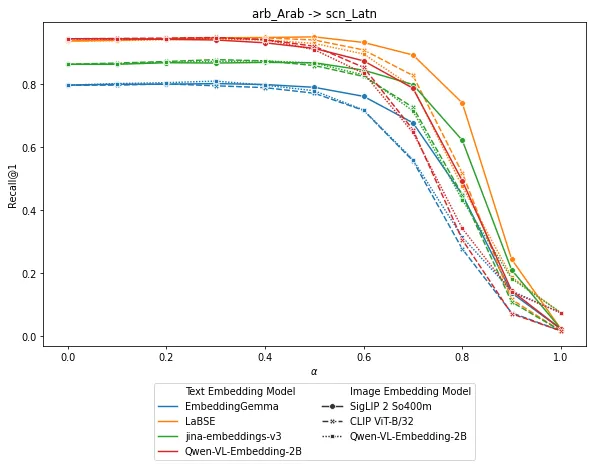 arb_Arab -> scn_Latn
Recall@1
0.8
0.6
0.4
0.2
0.0
0.0 0.2 0.4 0.6 0.8 1.0
α
Text Embedding Model
EmbeddingGemma
LaBSE
jina-embeddings-v3
Qwen-VL-Embedding-2B
Image Embedding Model
SigLIP 2 So400m
CLIP ViT-B/32
Qwen-VL-Embedding-2B